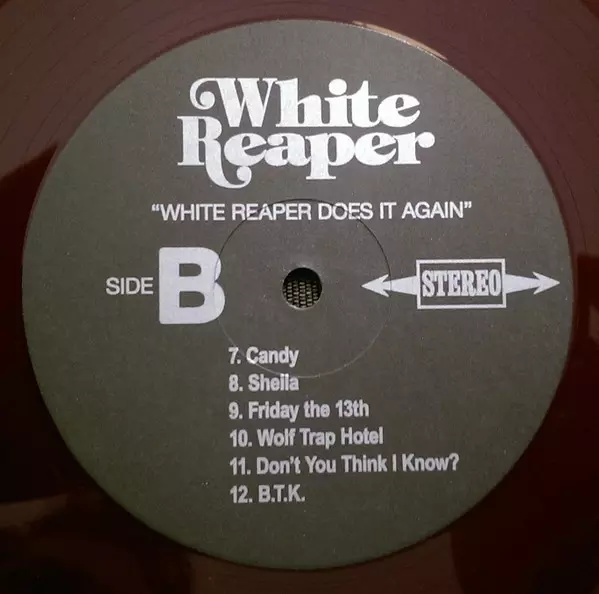 White
Reaper
"WHITE REAPER DOES IT AGAIN"
SIDE B
STEREO
7. Candy
8. Sheila
9. Friday the 13th
10. Wolf Trap Hotel
11. Don't You Think I Know?
12. B.T.K.